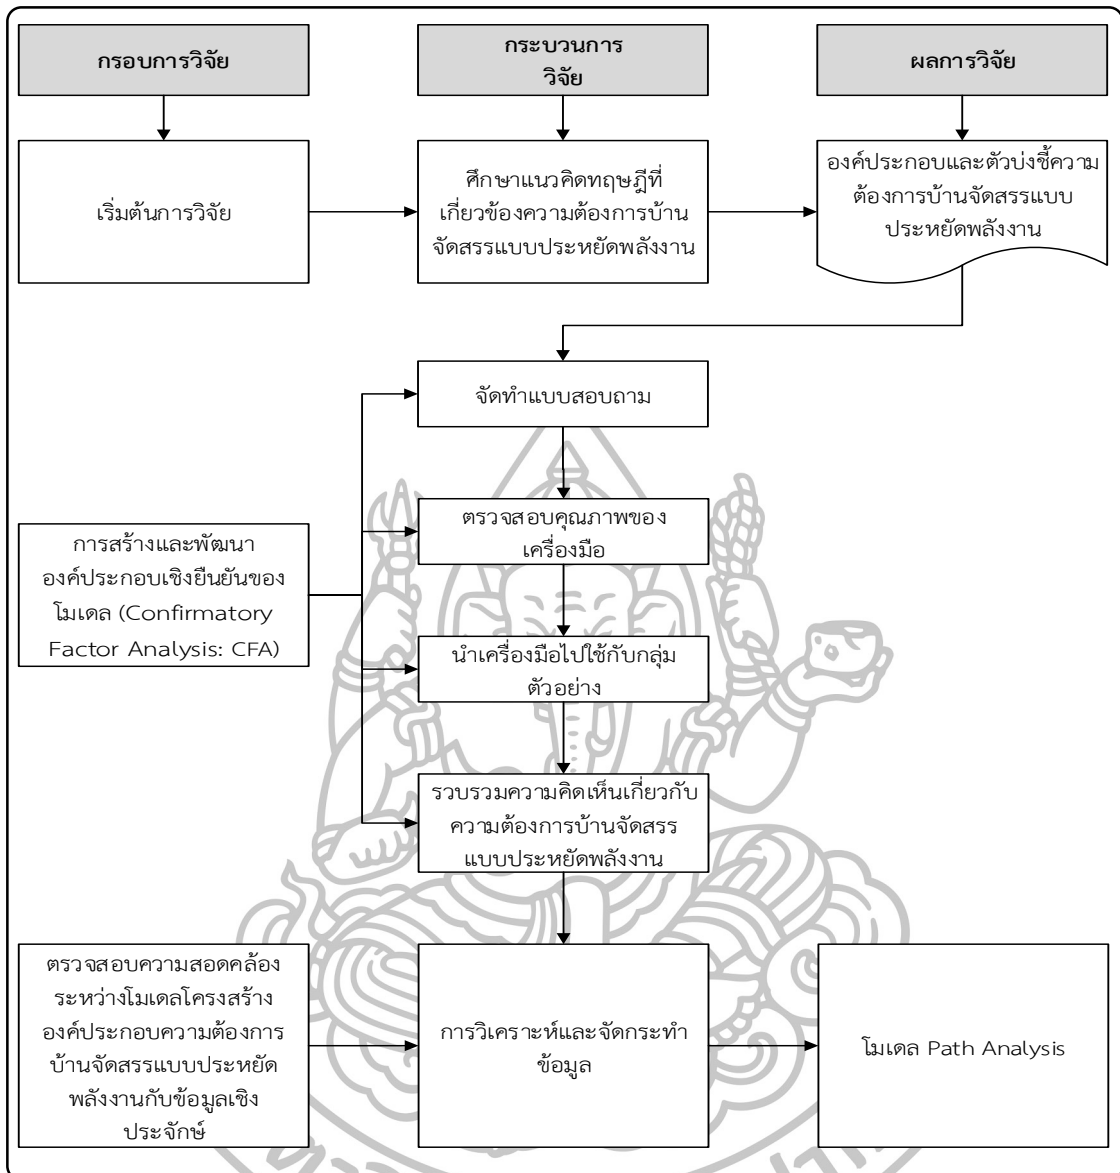 กรอบการวิจัย
กระบวนการ
วิจัย
ผลการวิจัย
เริ่มต้นการวิจัย
ศึกษาแนวคิดทฤษฎีที่
เกี่ยวข้องความต้องการบ้าน
จัดสรรแบบประหยัดพลังงาน
องค์ประกอบและตัวบ่งชี้ความ
ต้องการบ้านจัดสรรแบบ
ประหยัดพลังงาน
จัดทำแบบสอบถาม
การสร้างและพัฒนา
องค์ประกอบเชิงยืนยันของ
โมเดล (Confirmatory
Factor Analysis: CFA)
ตรวจสอบคุณภาพของ
เครื่องมือ
นำเครื่องมือไปใช้กับกลุ่ม
ตัวอย่าง
รวบรวมความคิดเห็นเกี่ยวกับ
ความต้องการบ้านจัดสรร
แบบประหยัดพลังงาน
ตรวจสอบความสอดคล้อง
ระหว่างโมเดลโครงสร้าง
องค์ประกอบความต้องการ
บ้านจัดสรรแบบประหยัด
พลังงานกับข้อมูลเชิง
ประจักษ์
การวิเคราะห์และจัดกระทำ
ข้อมูล
โมเดล Path Analysis